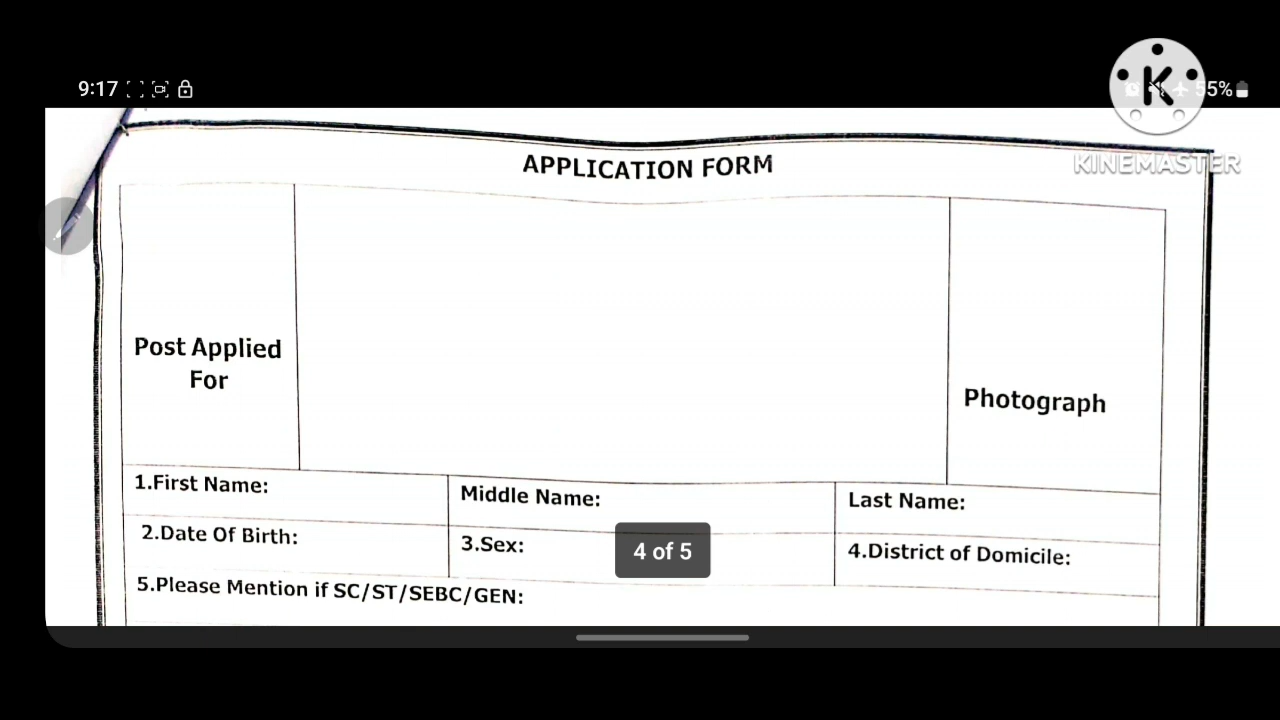 9:17
55%
K
KINEMASTER
APPLICATION FORM
Post Applied
For
Photograph
1.First Name:
Middle Name:
Last Name:
2.Date Of Birth:
3.Sex:
4 of 5
4.District of Domicile:
5.Please Mention if SC/ST/SEBC/GEN: